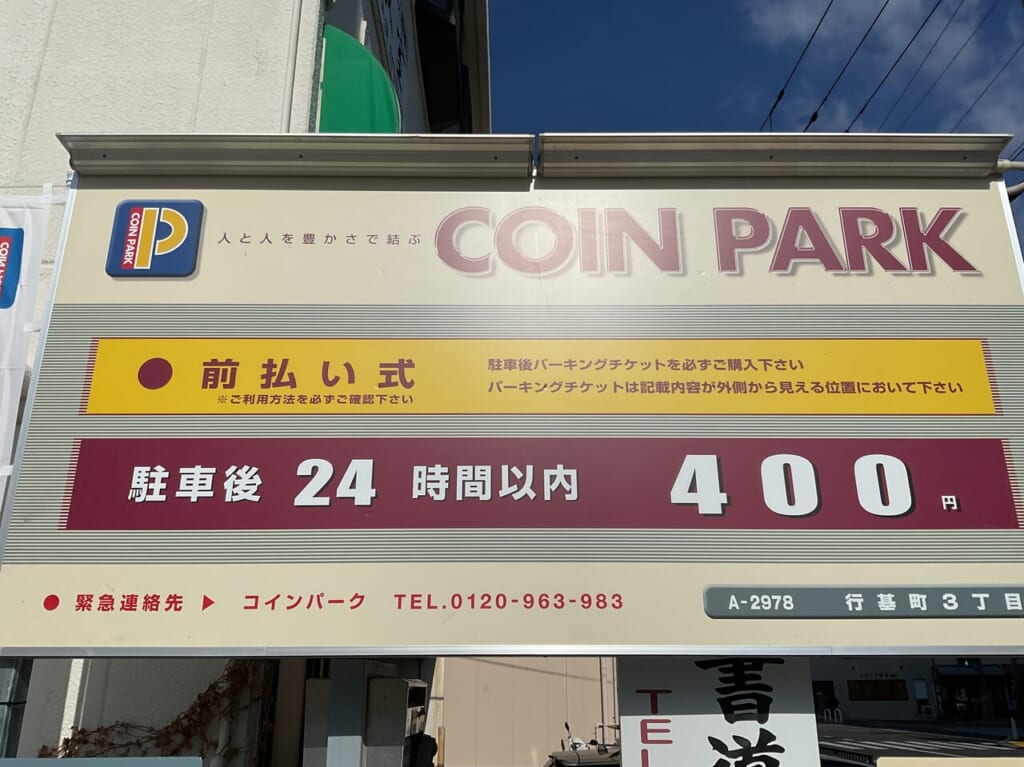 COIN PARK
人と人を豊かさで結ぶ
COIN PARK
● 前払い式
※ご利用方法を必ずご確認下さい
駐車後パーキングチケットを必ずご購入下さい
パーキングチケットは記載内容が外側から見える位置において下さい
駐車後 24 時間以内 400円
● 緊急連絡先 ▶ コインパーク TEL.0120-963-983
A-2978 行基町3丁目
書道
TEL